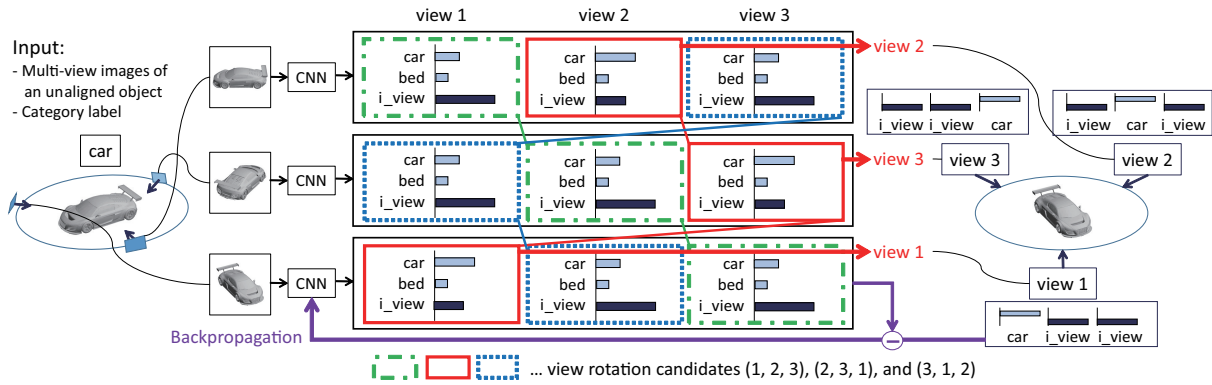 view 1 view 2 view 3
Input:
- Multi-view images of
an unaligned object
- Category label
car
CNN
car
bed
i_view
car
bed
i_view
car
bed
i_view
view 2
i_view i_view car
i_view car i_view
CNN
car
bed
i_view
car
bed
i_view
car
bed
i_view
view 3
view 3
view 2
CNN
car
bed
i_view
car
bed
i_view
car
bed
i_view
view 1
view 1
Backpropagation
−
car i_view i_view
... view rotation candidates (1, 2, 3), (2, 3, 1), and (3, 1, 2)